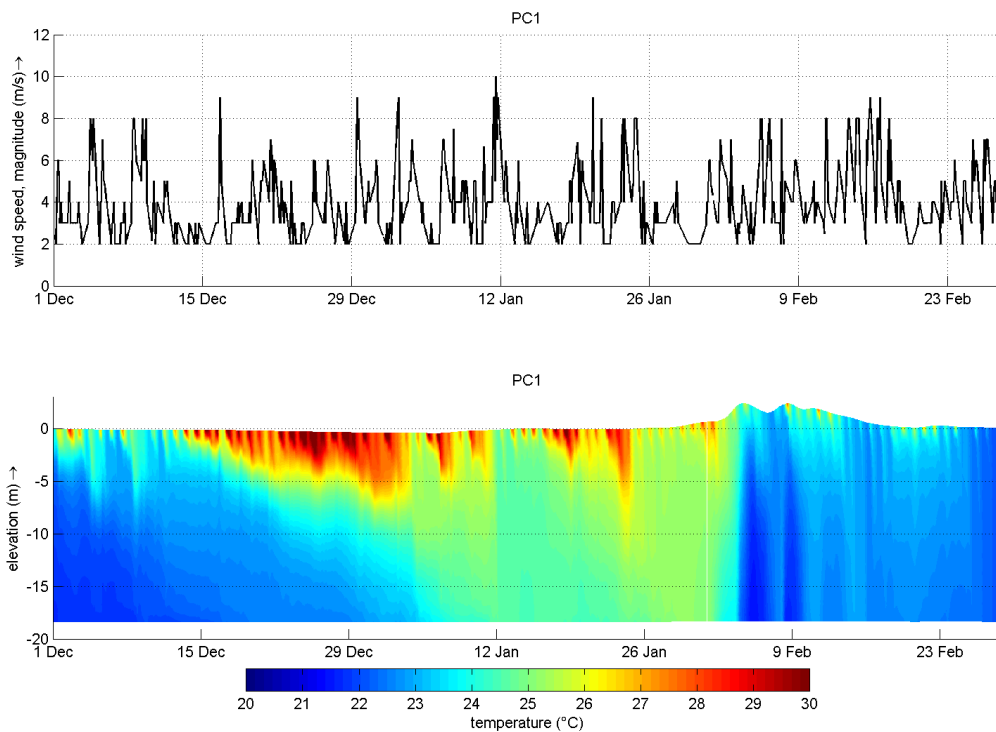 PC1
12
10
8
6
4
2
0
wind speed, magnitude (m/s) →
1 Dec 15 Dec 29 Dec 12 Jan 26 Jan 9 Feb 23 Feb
PC1
0
-5
-10
-15
-20
elevation (m) →
1 Dec 15 Dec 29 Dec 12 Jan 26 Jan 9 Feb 23 Feb
20 21 22 23 24 25 26 27 28 29 30
temperature (°C)